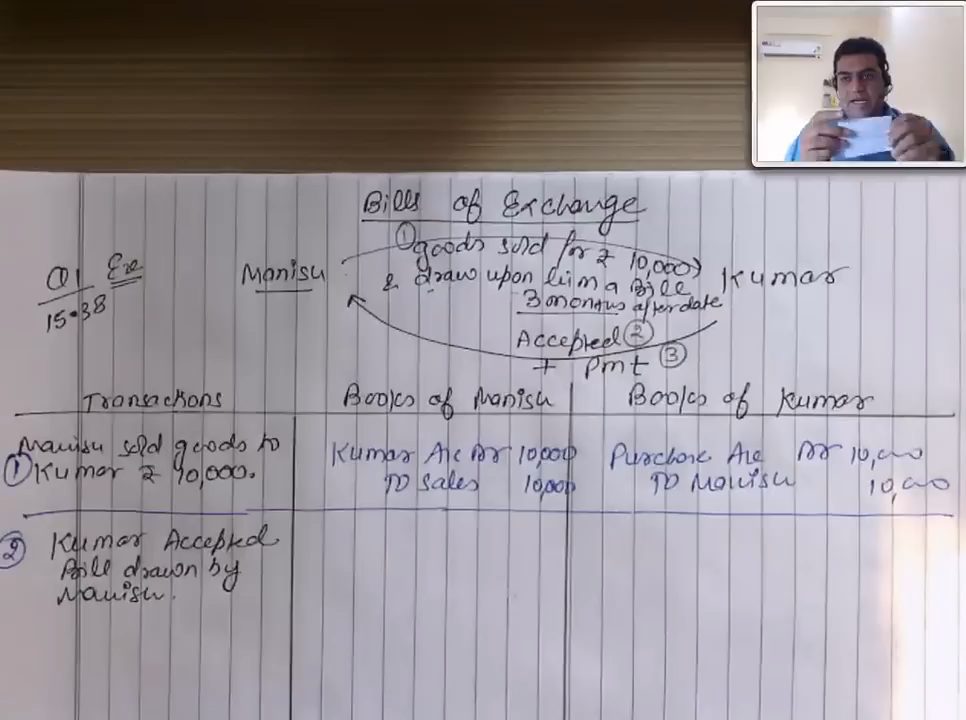 Bills of Exchange
Q1 Exe
15.38
Manish
① goods sold for ₹ 10,000
& draw upon him a Bill
3 months after date
Kumar
Accepted ②
+ Pmt ③
Transactions
Books of Manish
Books of Kumar
① Manish sold goods to
Kumar ₹ 10,000.
Kumar A/c Dr 10,000
To Sales 10,000
Purchase A/c Dr 10,000
To Manish 10,000
② Kumar Accepted
Bill drawn by
Manish.